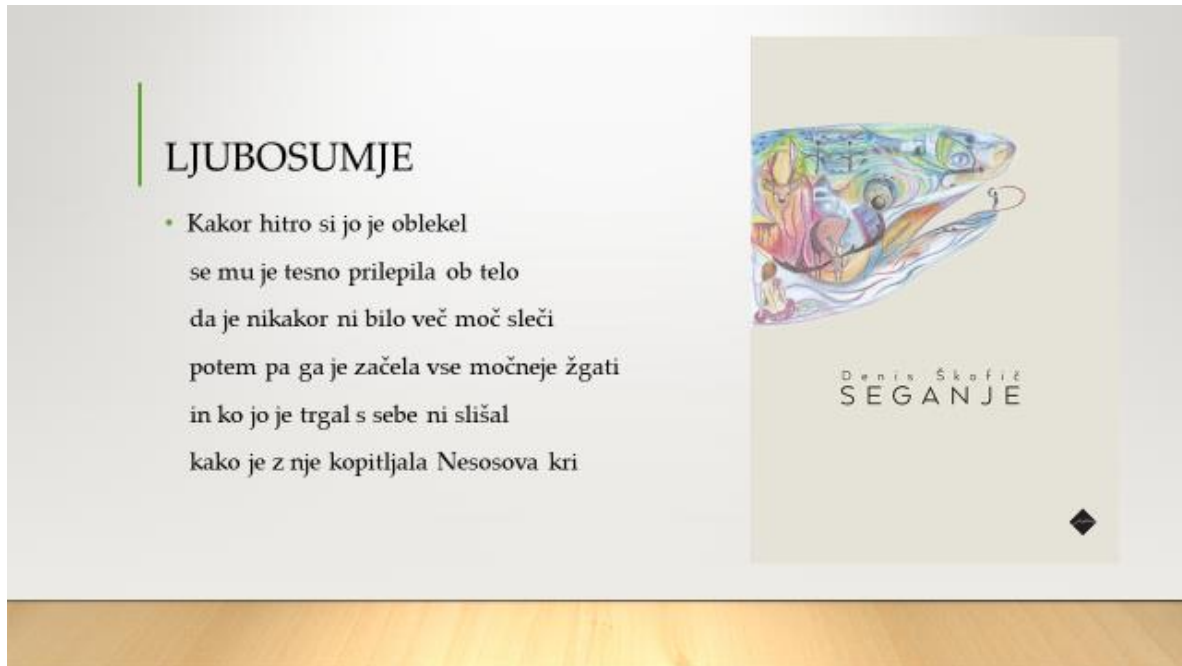 LJUBOSUMJE
• Kakor hitro si jo je oblekel
se mu je tesno prilepila ob telo
da je nikakor ni bilo več moč sleči
potem pa ga je začela vse močneje žgati
in ko jo je trgal s sebe ni slišal
kako je z nje kopitljala Nesosova kri
Denis Škofič
SEGANJE